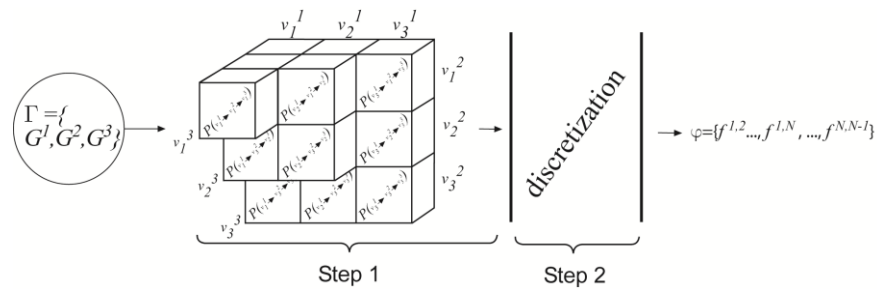 Γ={
G¹,G²,G³}
v₁¹ v₂¹ v₃¹
v₁²
v₂²
v₃²
v₁³
v₂³
v₃³
discretization
φ={f¹,²...,f¹,ᴺ, ...,fᴺ,ᴺ⁻¹}
Step 1
Step 2